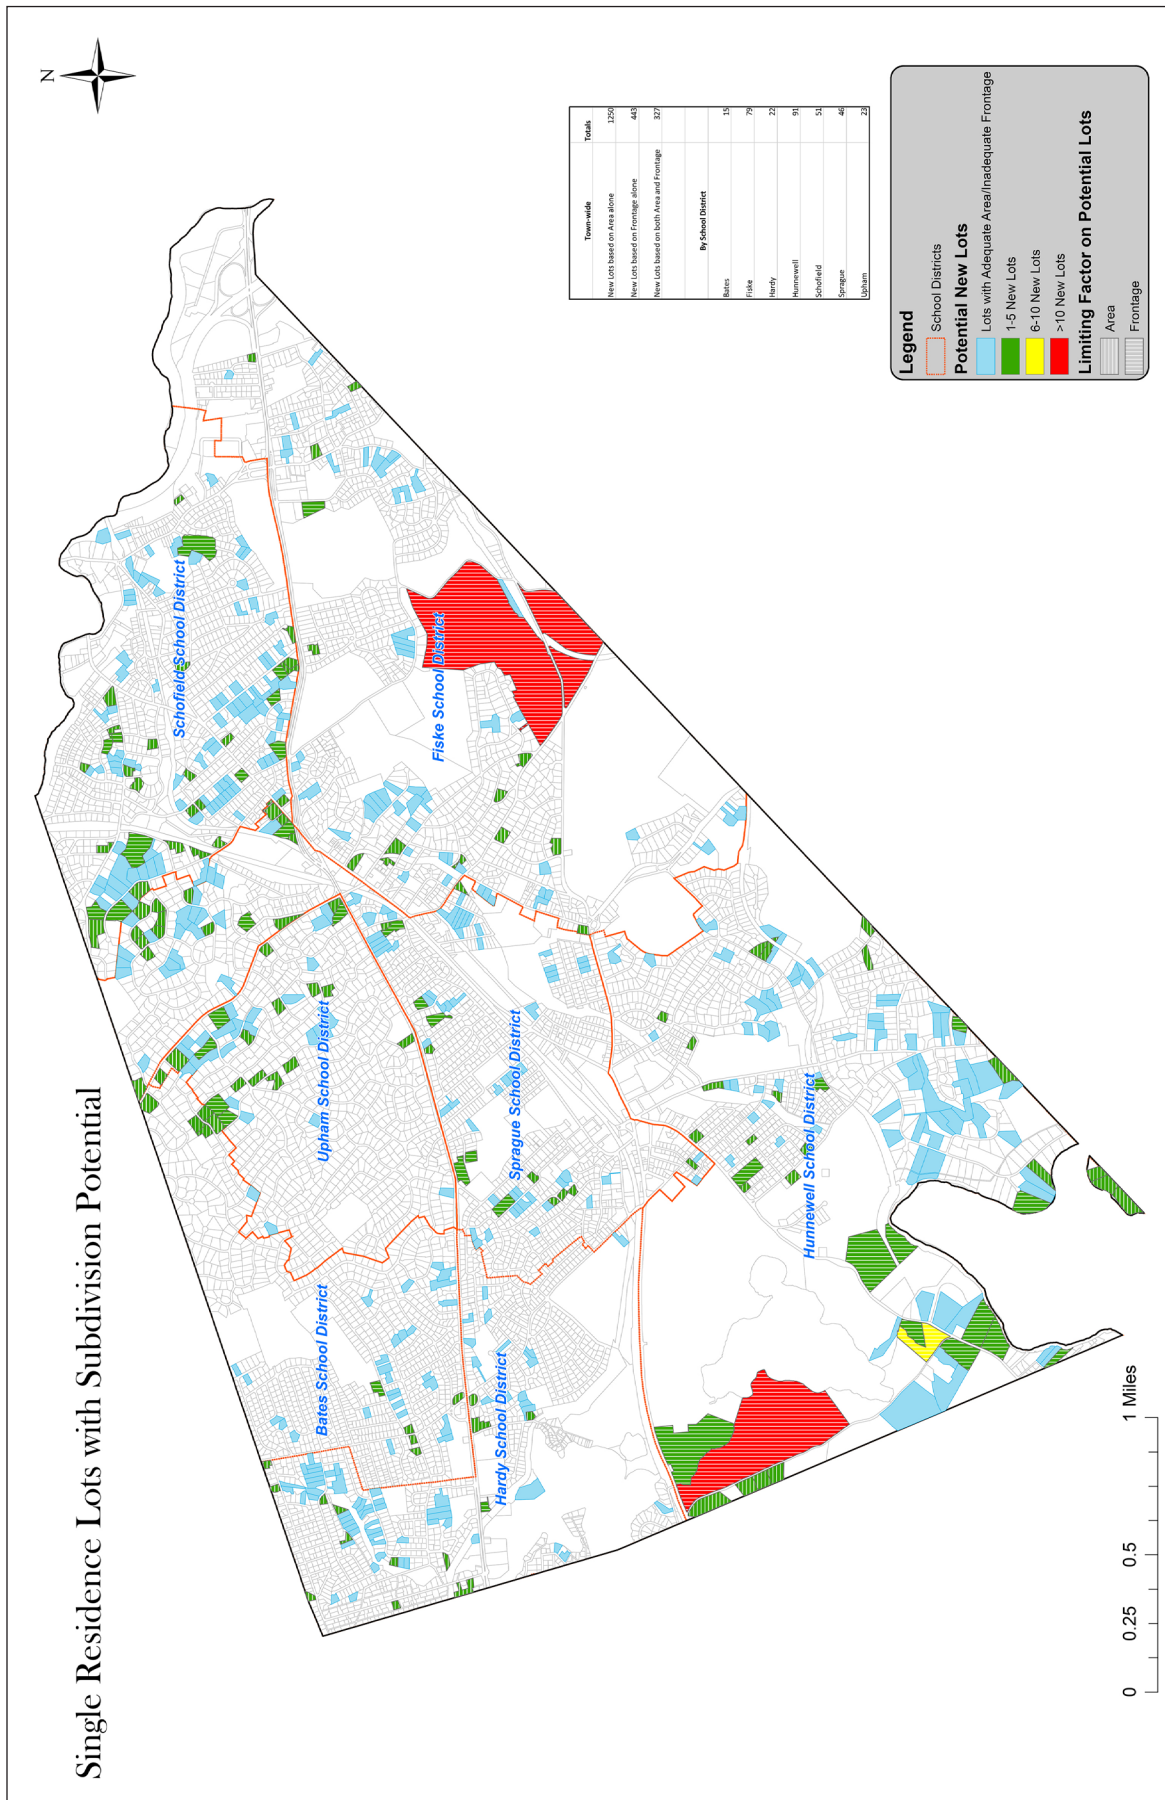 Single Residence Lots with Subdivision Potential
N
Schofield School District
Fiske School District
Upham School District
Sprague School District
Bates School District
Hardy School District
Hunnewell School District
Town-wide Totals
New Lots based on Area alone 1250
New Lots based on Frontage alone 443
New Lots based on both Area and Frontage 327
By School District
Bates 15
Fiske 79
Hardy 22
Hunnewell 91
Schofield 51
Sprague 46
Upham 23
Legend
School Districts
Potential New Lots
Lots with Adequate Area/Inadequate Frontage
1-5 New Lots
6-10 New Lots
>10 New Lots
Limiting Factor on Potential Lots
Area
Frontage
0 0.25 0.5 1 Miles